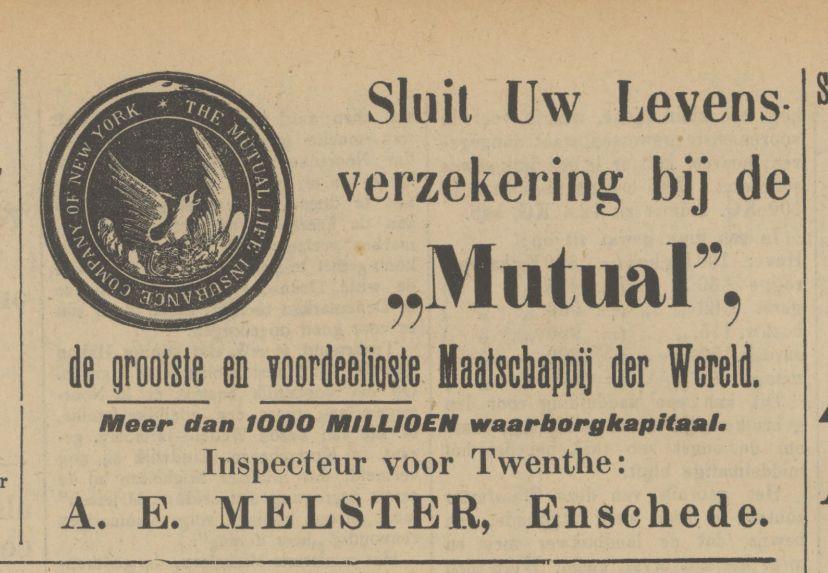 THE MUTUAL LIFE INSURANCE COMPANY OF NEW YORK *
Sluit Uw Levens-
verzekering bij de
„Mutual”,
de grootste en voordeeligste Maatschappij der Wereld.
Meer dan 1000 MILLIOEN waarborgkapitaal.
Inspecteur voor Twenthe:
A. E. MELSTER, Enschede.